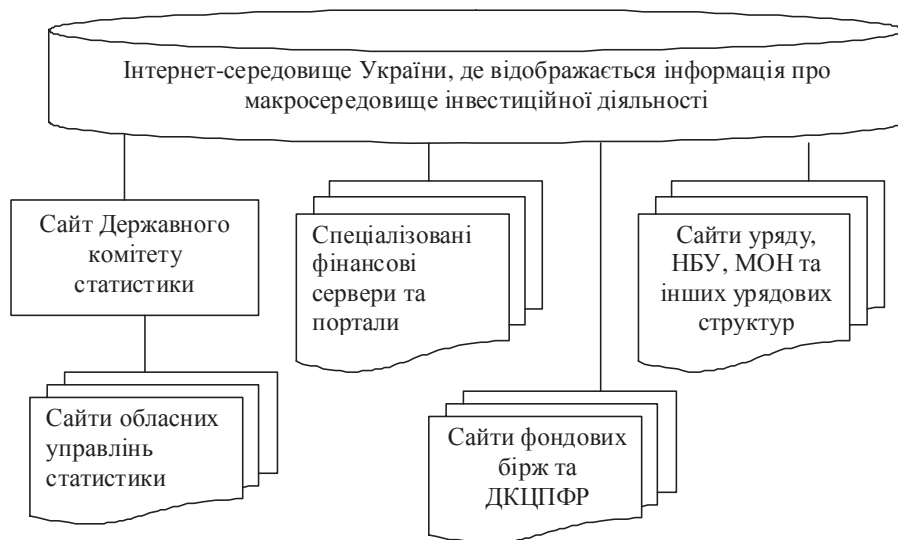 Інтернет-середовище України, де відображається інформація про
макросередовище інвестиційної діяльності
Сайт Державного
комітету
статистики
Спеціалізовані
фінансові
сервери та
портали
Сайти уряду,
НБУ, МОН та
інших урядових
структур
Сайти обласних
управлінь
статистики
Сайти фондових
бірж та
ДКЦПФР